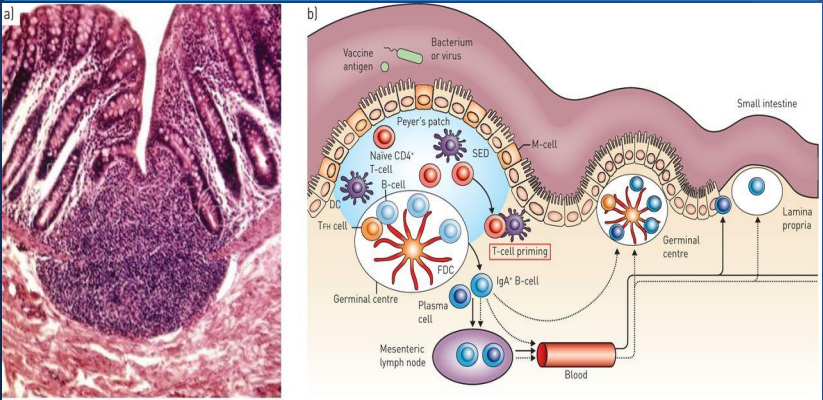 a)
b)
Vaccine
antigen
Bacterium
or virus
Small intestine
Peyer's patch
Naïve CD4⁺
T-cell
SED
M-cell
B-cell
DC
TFH cell
FDC
T-cell priming
Germinal centre
IgA⁺ B-cell
Plasma
cell
Mesenteric
lymph node
Blood
Germinal
centre
Lamina
propria